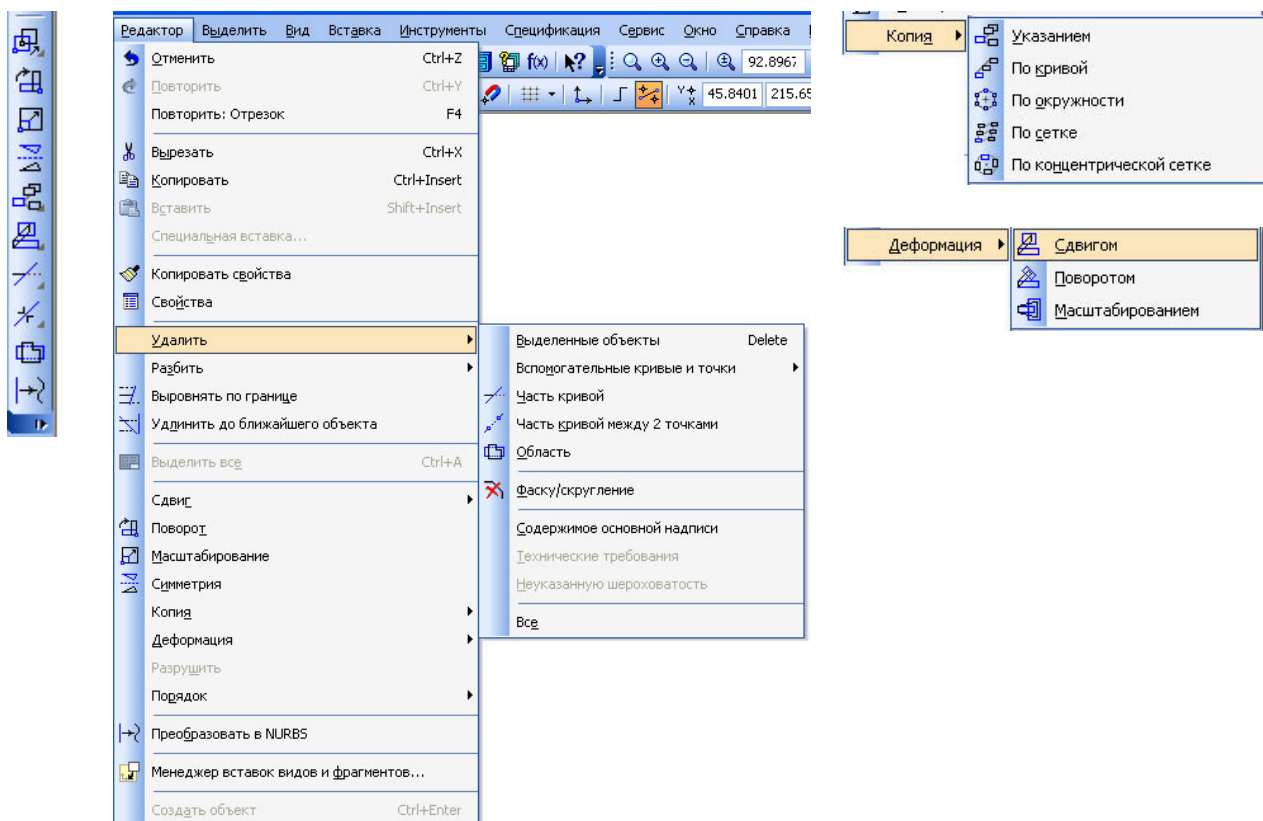 Редактор Выделить Вид Вставка Инструменты Спецификация Сервис Окно Справка
f(x) 92.8967
45.8401 215.65
Отменить Ctrl+Z
Повторить Ctrl+Y
Повторить: Отрезок F4
Вырезать Ctrl+X
Копировать Ctrl+Insert
Вставить Shift+Insert
Специальная вставка...
Копировать свойства
Свойства
Удалить
Разбить
Выровнять по границе
Удлинить до ближайшего объекта
Выделить все Ctrl+A
Сдвиг
Поворот
Масштабирование
Симметрия
Копия
Деформация
Разрушить
Порядок
Преобразовать в NURBS
Менеджер вставок видов и фрагментов...
Создать объект Ctrl+Enter
Выделенные объекты Delete
Вспомогательные кривые и точки
Часть кривой
Часть кривой между 2 точками
Область
Фаску/скругление
Содержимое основной надписи
Технические требования
Неуказанную шероховатость
Все
Копия
Указанием
По кривой
По окружности
По сетке
По концентрической сетке
Деформация
Сдвигом
Поворотом
Масштабированием